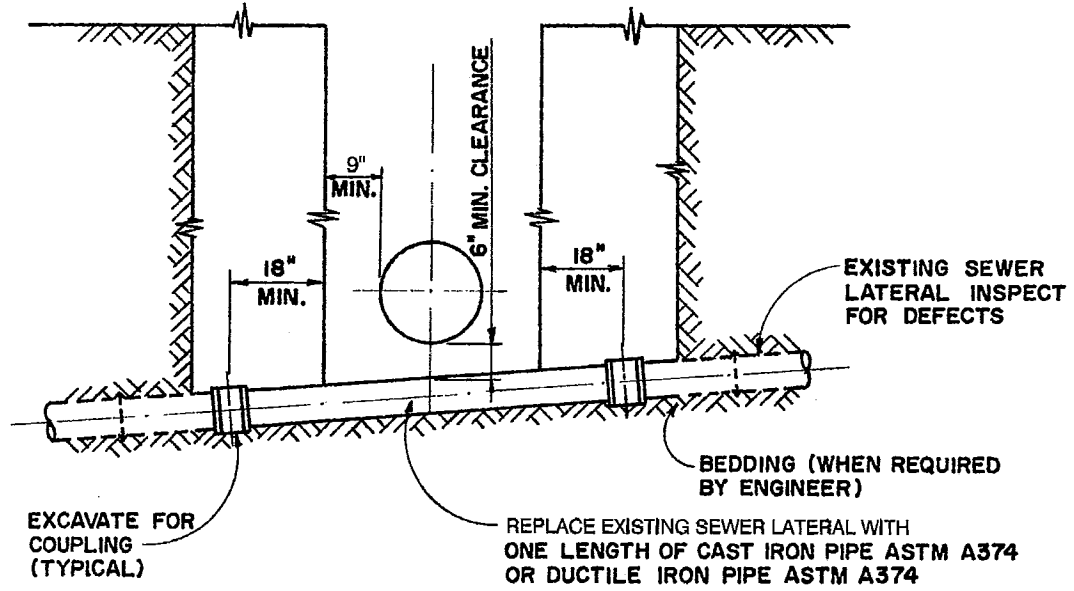 9"
MIN.
6" MIN. CLEARANCE
18"
MIN.
18"
MIN.
EXISTING SEWER
LATERAL INSPECT
FOR DEFECTS
BEDDING (WHEN REQUIRED
BY ENGINEER)
EXCAVATE FOR
COUPLING
(TYPICAL)
REPLACE EXISTING SEWER LATERAL WITH
ONE LENGTH OF CAST IRON PIPE ASTM A374
OR DUCTILE IRON PIPE ASTM A374